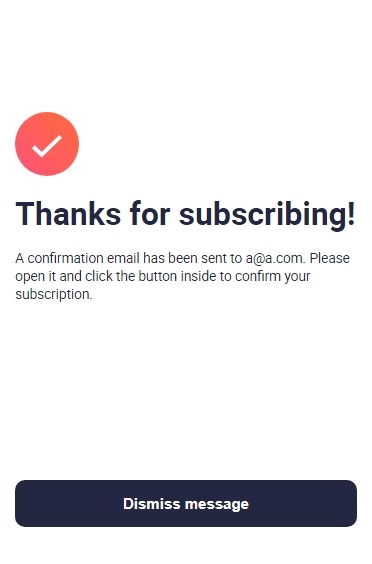 Thanks for subscribing!
A confirmation email has been sent to a@a.com. Please
open it and click the button inside to confirm your
subscription.
Dismiss message